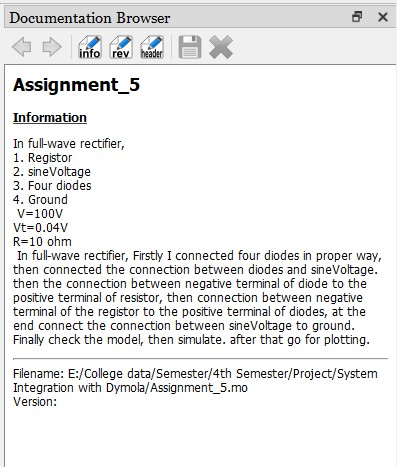 Documentation Browser
info rev header
Assignment_5
Information
In full-wave rectifier,
1. Registor
2. sineVoltage
3. Four diodes
4. Ground
V=100V
Vt=0.04V
R=10 ohm
In full-wave rectifier, Firstly I connected four diodes in proper way,
then connected the connection between diodes and sineVoltage.
then the connection between negative terminal of diode to the
positive terminal of resistor, then connection between negative
terminal of the registor to the positive terminal of diodes, at the
end connect the connection between sineVoltage to ground.
Finally check the model, then simulate. after that go for plotting.
Filename: E:/College data/Semester/4th Semester/Project/System
Integration with Dymola/Assignment_5.mo
Version: